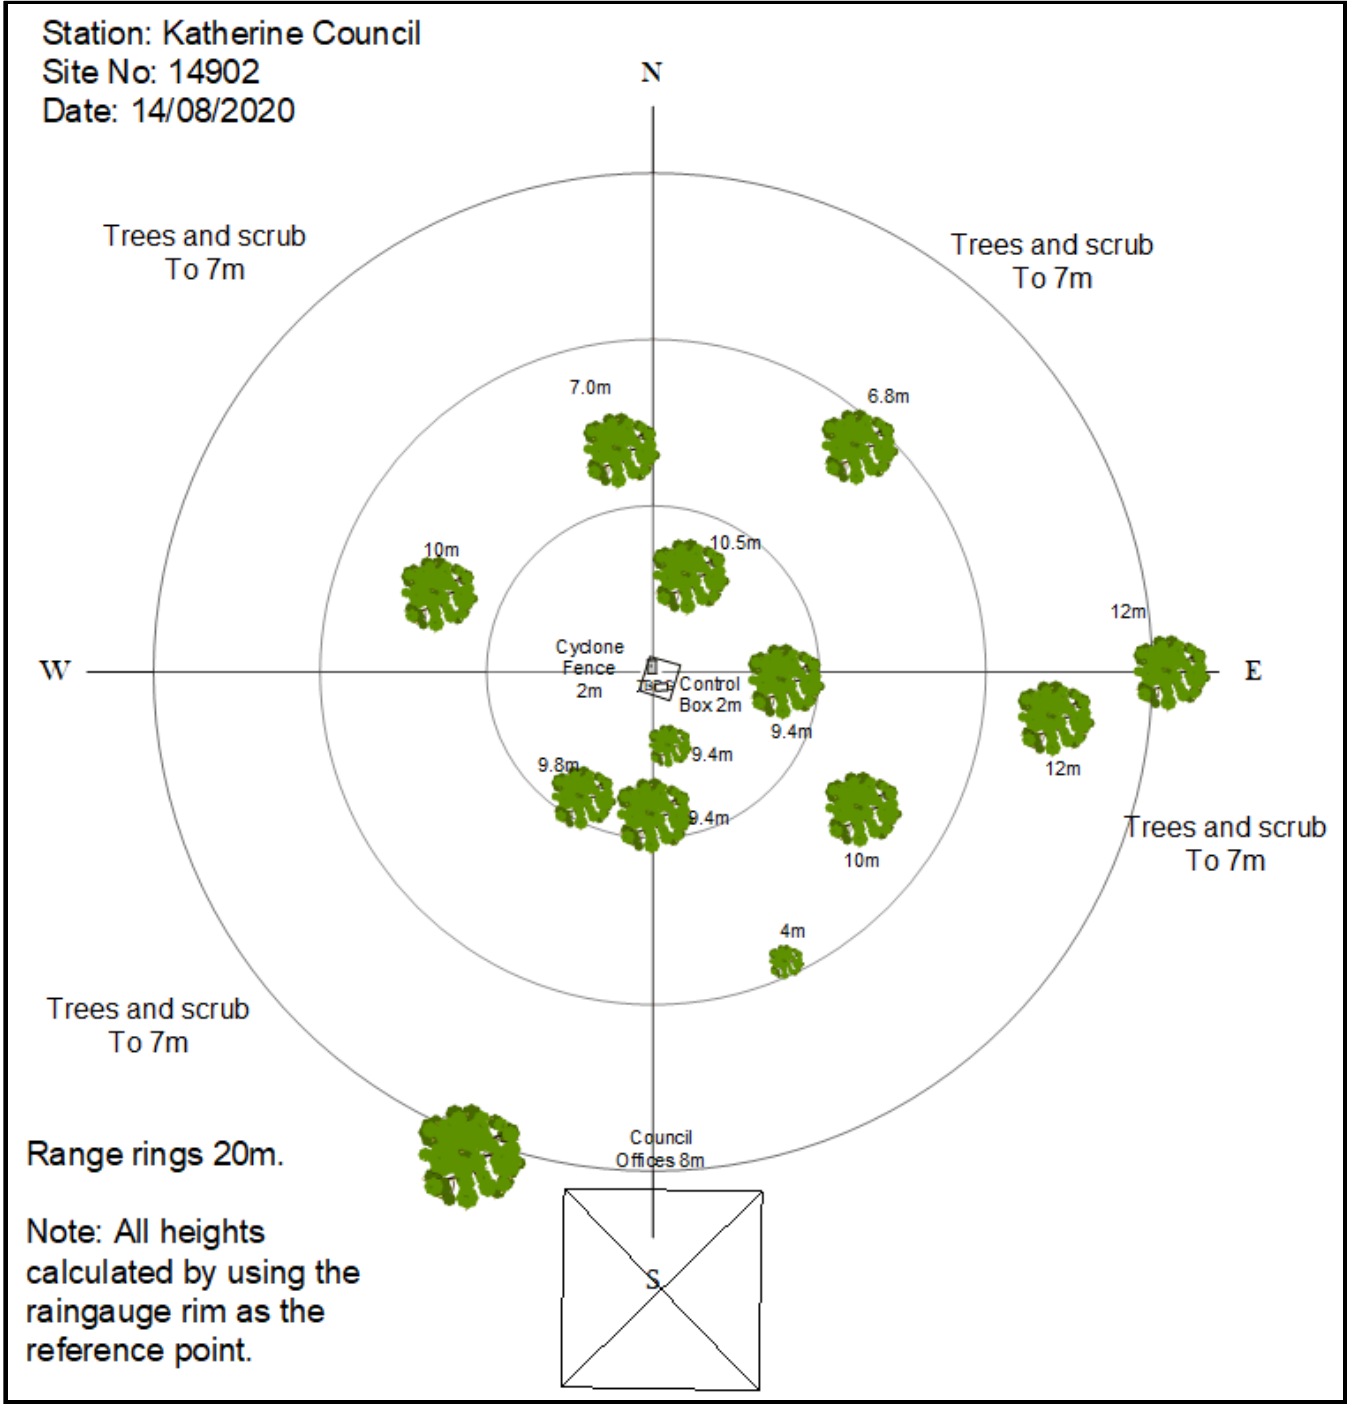 Station: Katherine Council
Site No: 14902
Date: 14/08/2020
N
Trees and scrub
To 7m
Trees and scrub
To 7m
7.0m
6.8m
10m
10.5m
12m
Cyclone
Fence
2m
W
E
Control
Box 2m
9.4m
9.4m
12m
9.8m
9.4m
Trees and scrub
To 7m
10m
4m
Trees and scrub
To 7m
Council
Offices 8m
Range rings 20m.
Note: All heights
calculated by using the
raingauge rim as the
reference point.
S